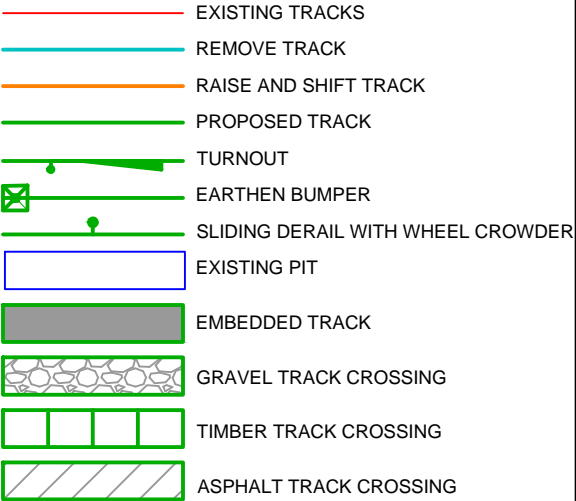 EXISTING TRACKS
REMOVE TRACK
RAISE AND SHIFT TRACK
PROPOSED TRACK
TURNOUT
EARTHEN BUMPER
SLIDING DERAIL WITH WHEEL CROWDER
EXISTING PIT
EMBEDDED TRACK
GRAVEL TRACK CROSSING
TIMBER TRACK CROSSING
ASPHALT TRACK CROSSING